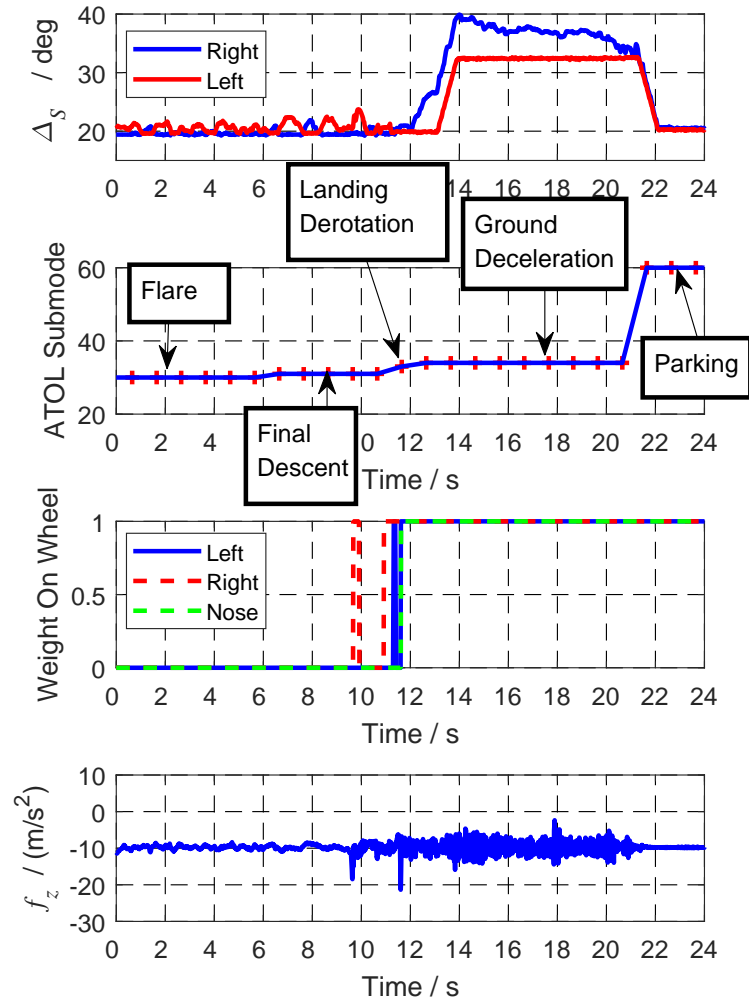 40
30
20
Δ_S / deg
Right
Left
0 2 4 6 8 10 12 14 16 18 20 22 24
Landing
Derotation
Ground
Deceleration
Flare
Final
Descent
Parking
60
40
20
ATOL Submode
0 2 4 6 8 10 12 14 16 18 20 22 24
Time / s
1
0.5
0
Weight On Wheel
Left
Right
Nose
0 2 4 6 8 10 12 14 16 18 20 22 24
Time / s
10
0
-10
-20
-30
f_z / (m/s²)
0 2 4 6 8 10 12 14 16 18 20 22 24
Time / s